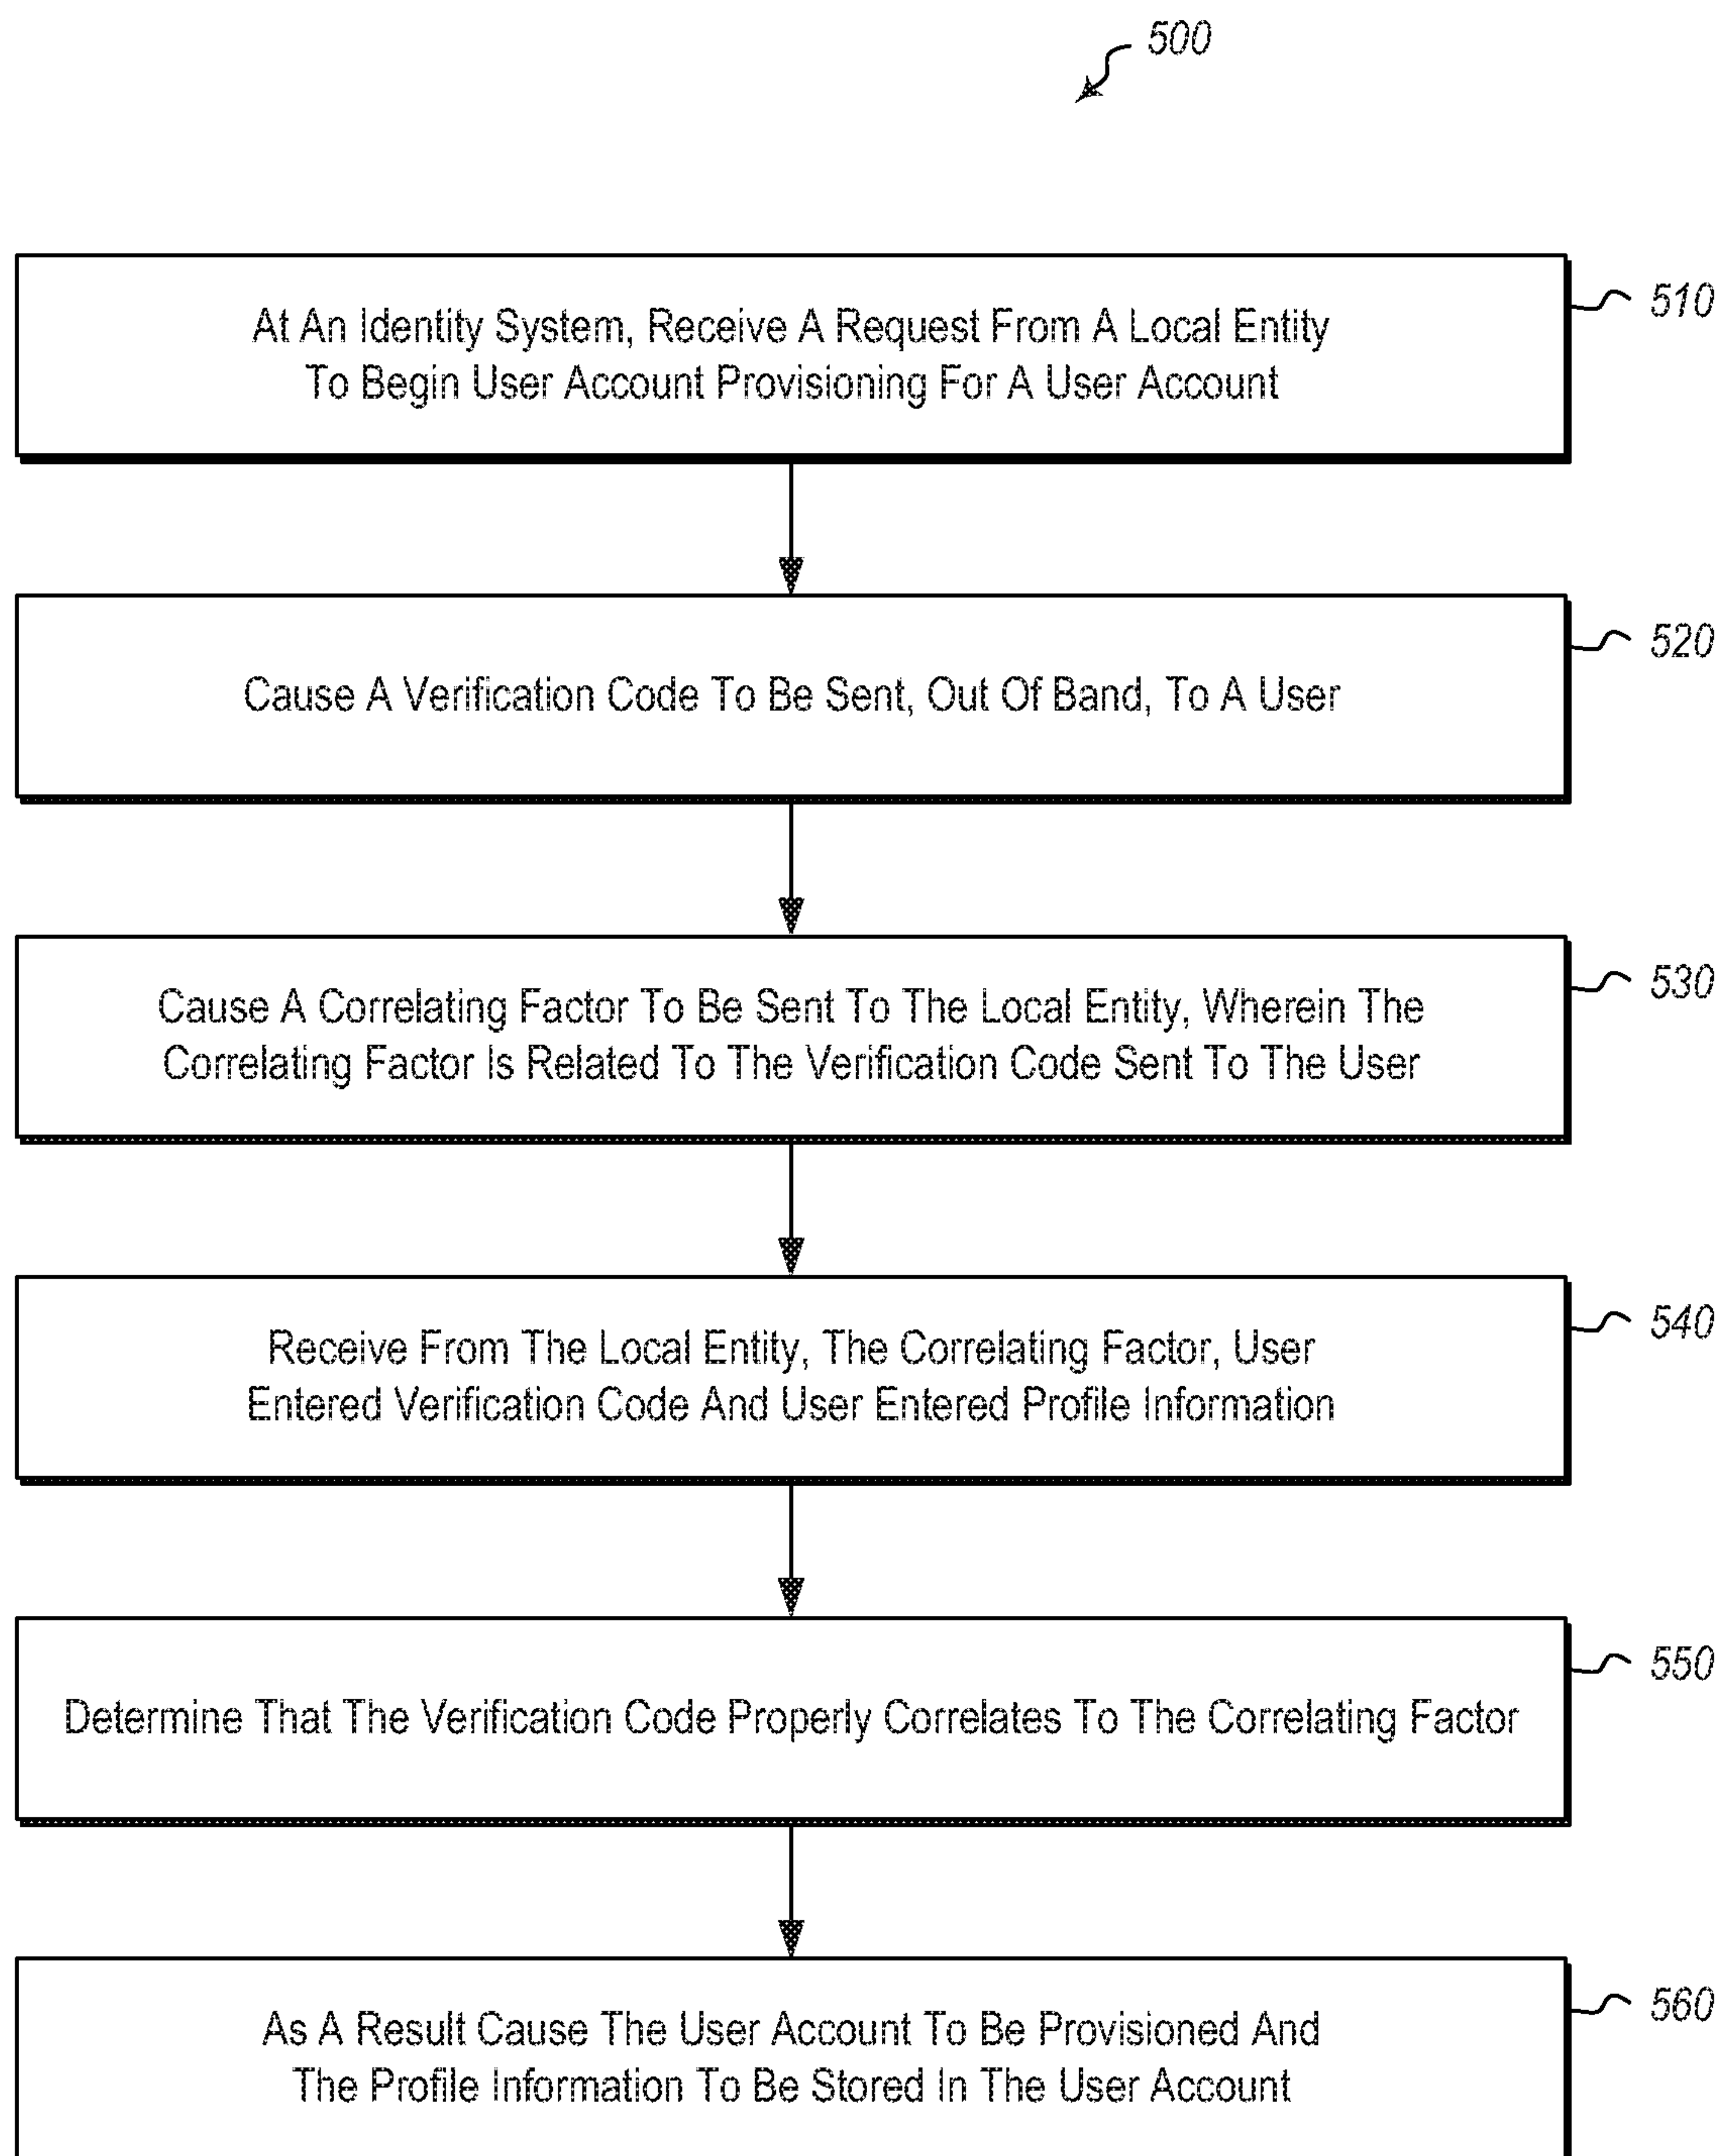 500
At An Identity System, Receive A Request From A Local Entity
To Begin User Account Provisioning For A User Account
510
Cause A Verification Code To Be Sent, Out Of Band, To A User
520
Cause A Correlating Factor To Be Sent To The Local Entity, Wherein The
Correlating Factor Is Related To The Verification Code Sent To The User
530
Receive From The Local Entity, The Correlating Factor, User
Entered Verification Code And User Entered Profile Information
540
Determine That The Verification Code Properly Correlates To The Correlating Factor
550
As A Result Cause The User Account To Be Provisioned And
The Profile Information To Be Stored In The User Account
560